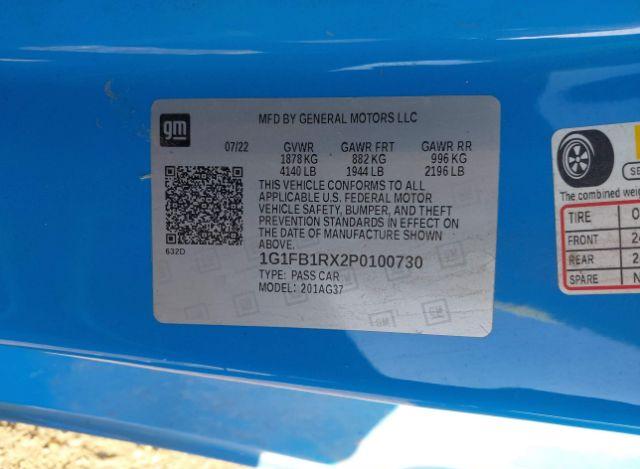 gm
MFD BY GENERAL MOTORS LLC
07/22 GVWR GAWR FRT GAWR RR
1878 KG 882 KG 996 KG
4140 LB 1944 LB 2196 LB
THIS VEHICLE CONFORMS TO ALL
APPLICABLE U.S. FEDERAL MOTOR
VEHICLE SAFETY, BUMPER, AND THEFT
PREVENTION STANDARDS IN EFFECT ON
THE DATE OF MANUFACTURE SHOWN
ABOVE.
632D
1G1FB1RX2P0100730
TYPE: PASS CAR
MODEL: 201AG37
The combined
TIRE
FRONT
REAR
SPARE